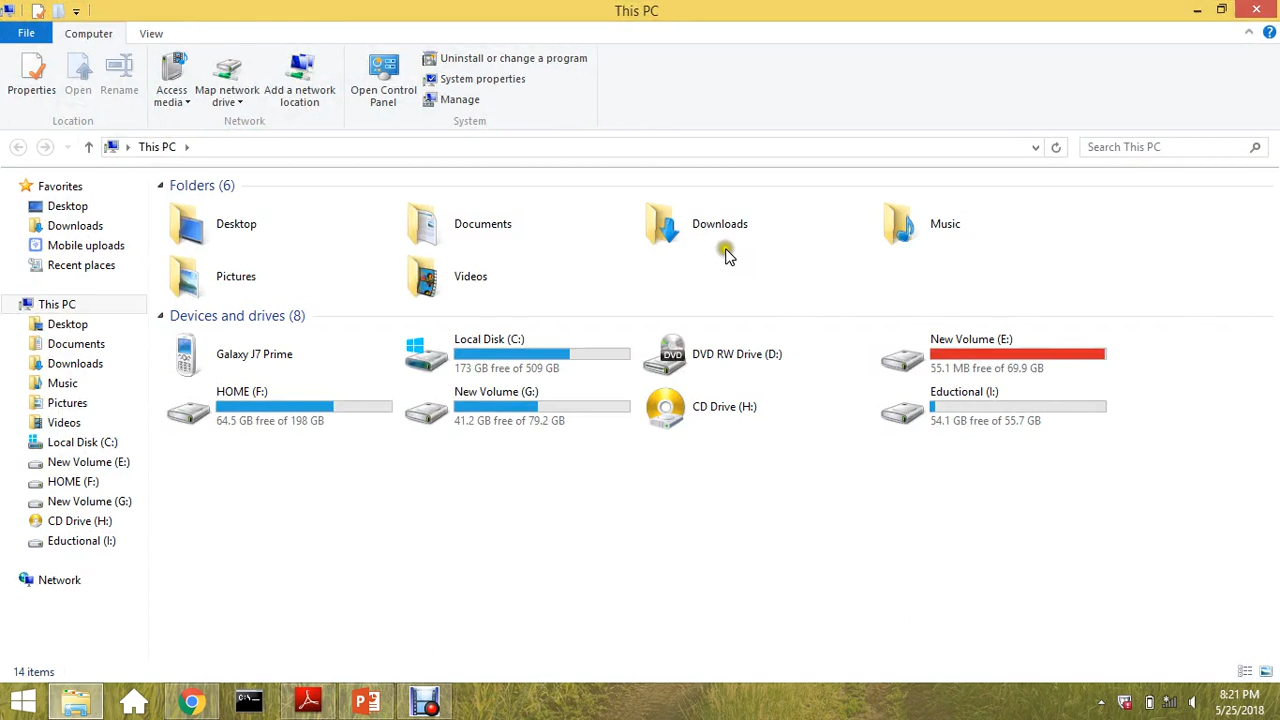 This PC
File
Computer
View
Properties
Open
Rename
Access media
Map network drive
Add a network location
Open Control Panel
Uninstall or change a program
System properties
Manage
Location
Network
System
This PC
Search This PC
Favorites
Desktop
Downloads
Mobile uploads
Recent places
This PC
Desktop
Documents
Downloads
Music
Pictures
Videos
Local Disk (C:)
New Volume (E:)
HOME (F:)
New Volume (G:)
CD Drive (H:)
Eductional (I:)
Network
Folders (6)
Desktop
Documents
Downloads
Music
Pictures
Videos
Devices and drives (8)
Galaxy J7 Prime
Local Disk (C:)
173 GB free of 509 GB
DVD
DVD RW Drive (D:)
New Volume (E:)
55.1 MB free of 69.9 GB
HOME (F:)
64.5 GB free of 198 GB
New Volume (G:)
41.2 GB free of 79.2 GB
CD Drive (H:)
Eductional (I:)
54.1 GB free of 55.7 GB
14 items
8:21 PM
5/25/2018